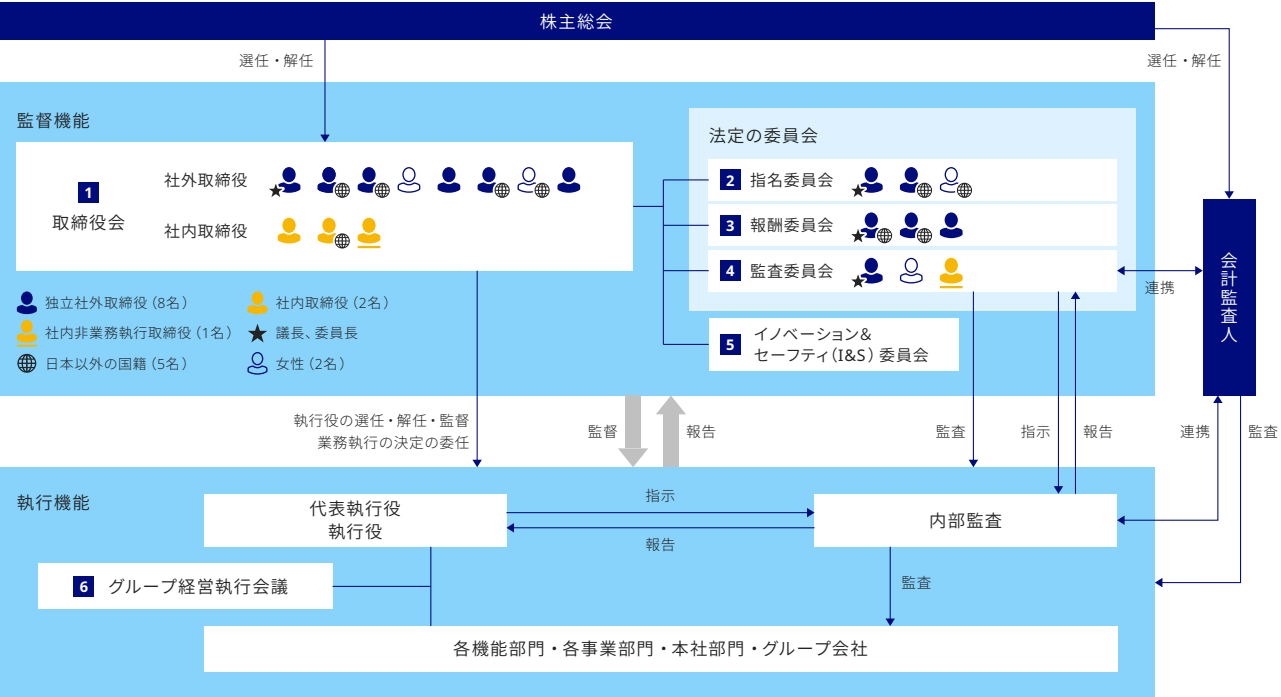 株主総会
選任・解任
選任・解任
監督機能
1
取締役会
社外取締役
社内取締役
法定の委員会
2 指名委員会
3 報酬委員会
4 監査委員会
5 イノベーション&
セーフティ(I&S) 委員会
連携
会計監査人
独立社外取締役 (8名)
社内取締役 (2名)
社内非業務執行取締役 (1名)
議長、委員長
日本以外の国籍 (5名)
女性 (2名)
執行役の選任・解任・監督
業務執行の決定の委任
監督
報告
監査
指示
報告
連携
監査
執行機能
代表執行役
執行役
指示
報告
内部監査
6 グループ経営執行会議
監査
各機能部門・各事業部門・本社部門・グループ会社